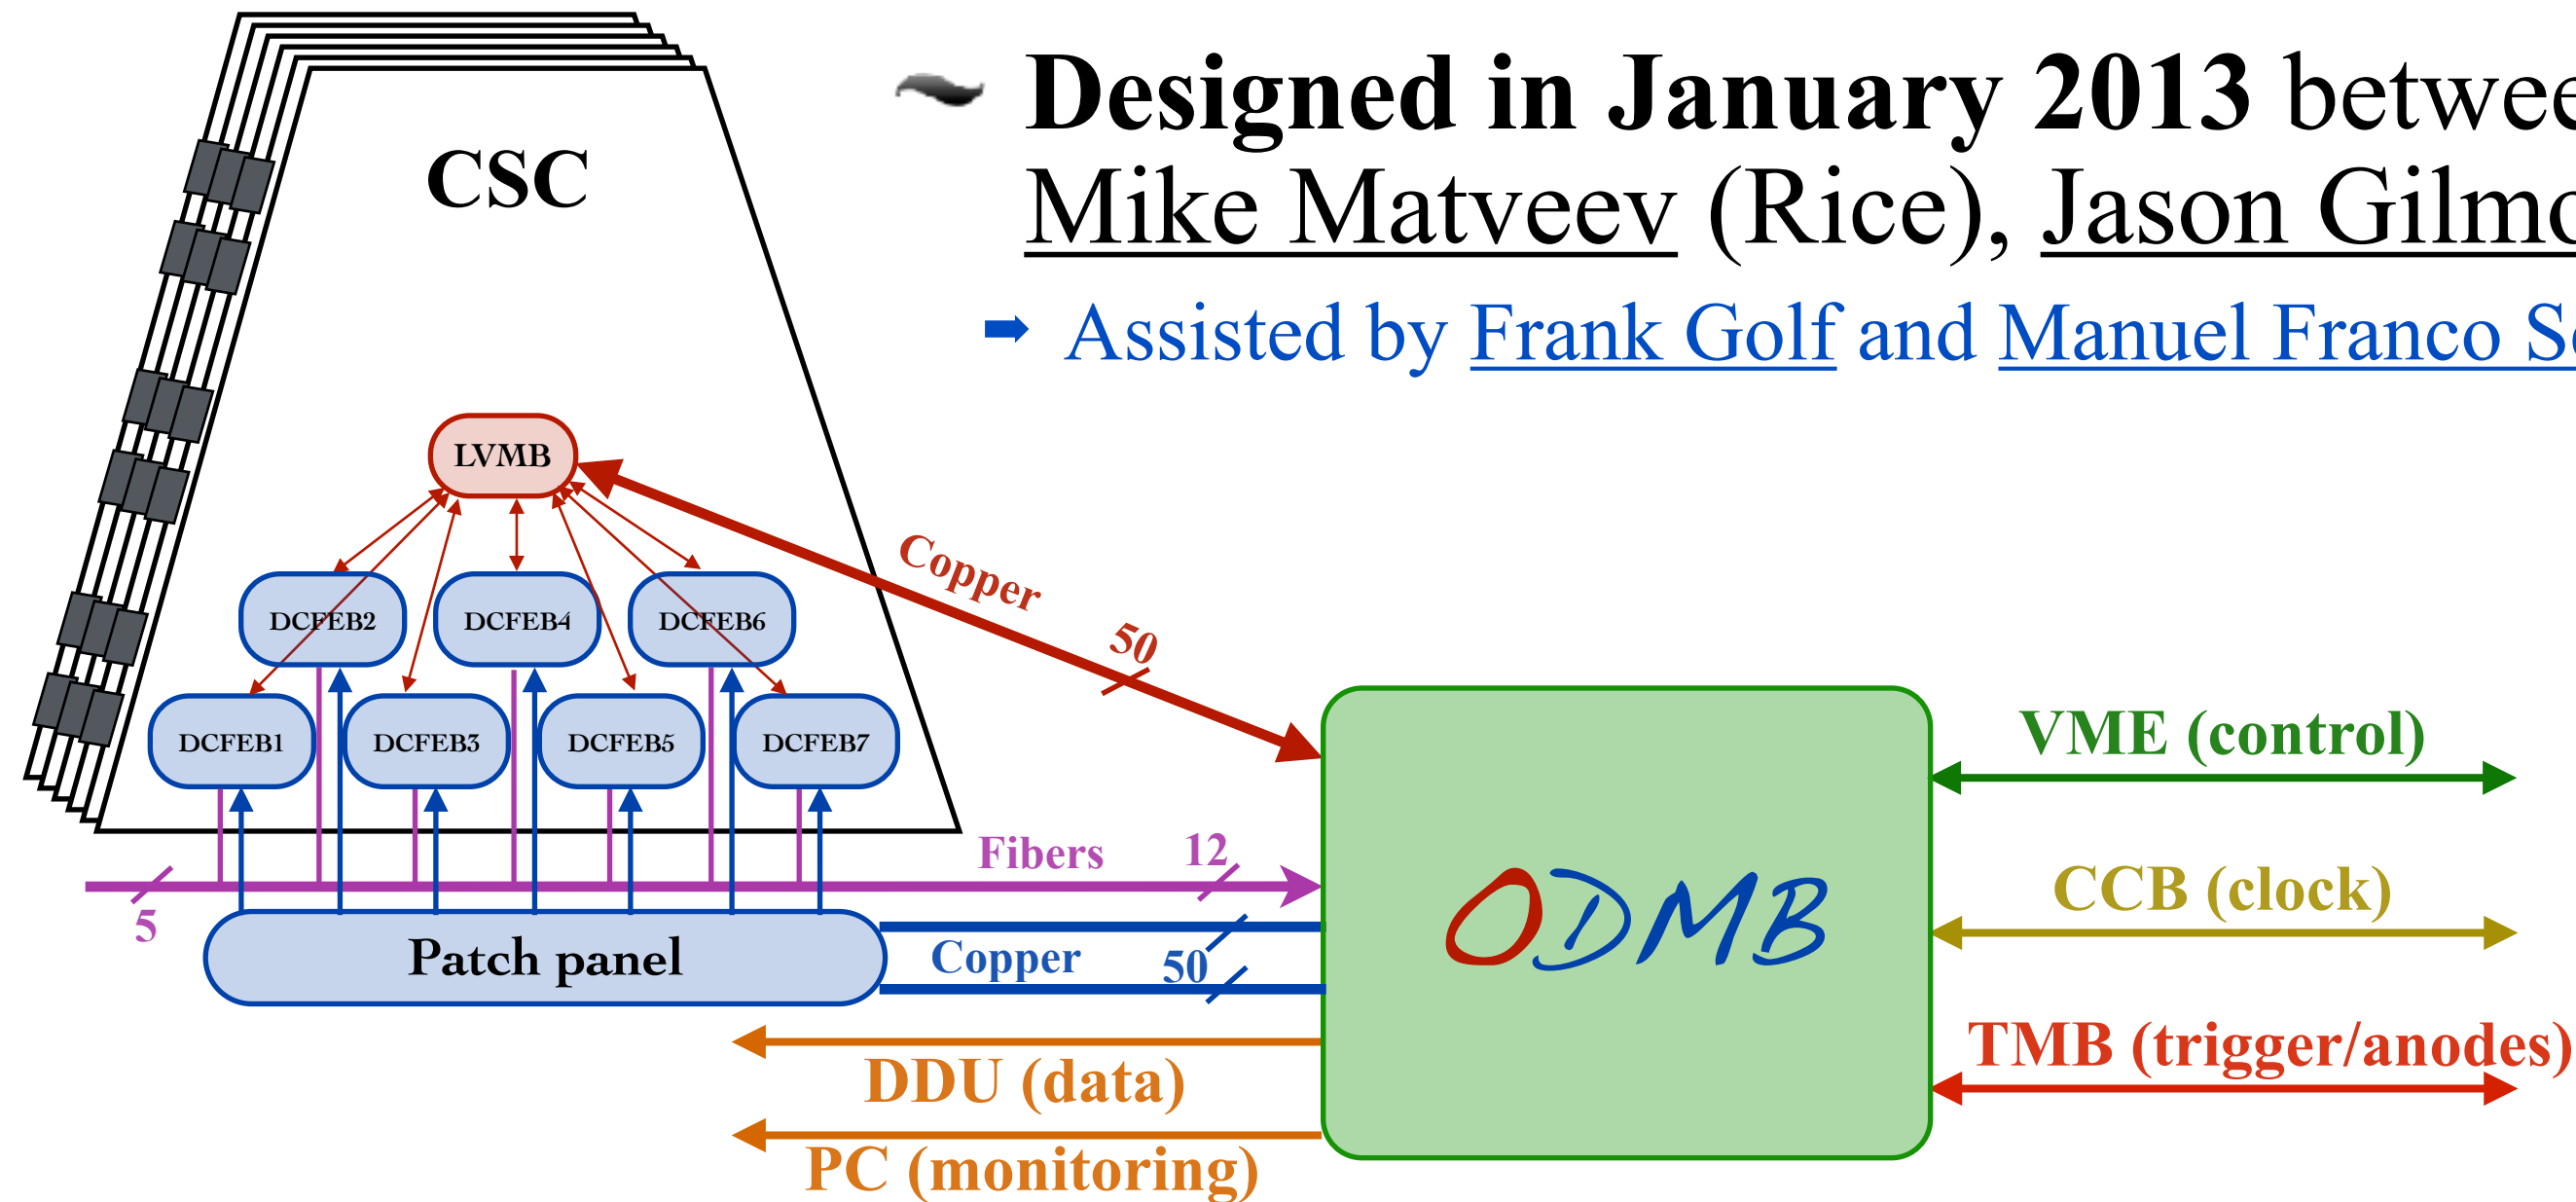 Designed in January 2013
Mike Matveev (Rice), Jason
Assisted by Frank Golf and Manuel Franco
CSC
LVMB
Copper
50
DCFEB2 DCFEB4 DCFEB6
DCFEB1 DCFEB3 DCFEB5 DCFEB7
VME (control)
Fibers 12
5
CCB (clock)
ODMB
Patch panel
Copper 50
TMB (trigger/anodes)
DDU (data)
PC (monitoring)